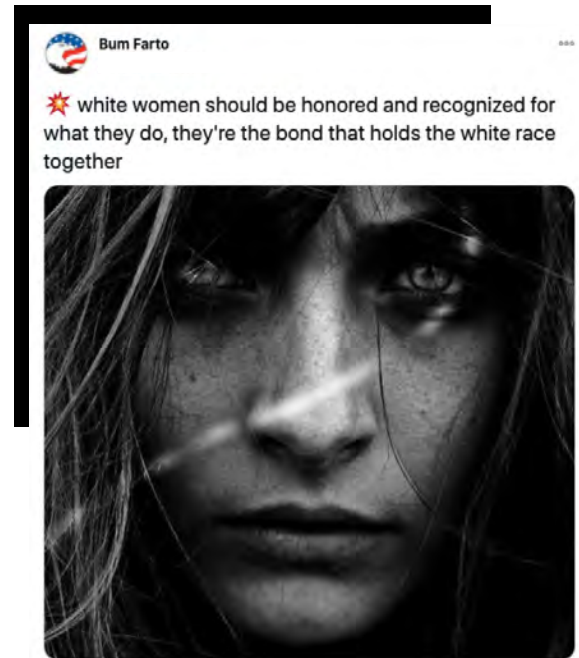 Bum Farto
💥 white women should be honored and recognized for
what they do, they're the bond that holds the white race
together